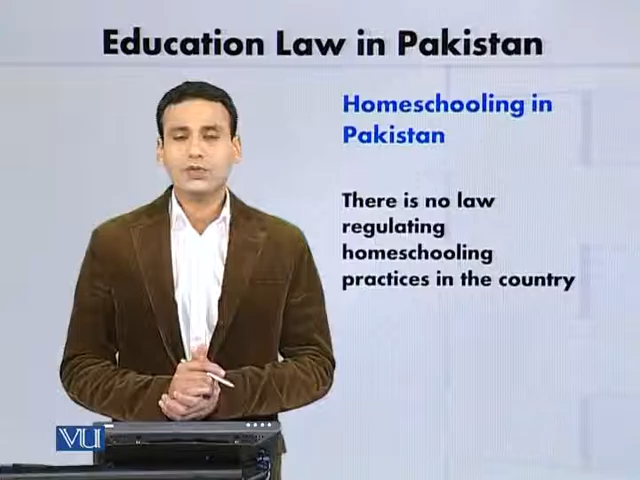 Education Law in Pakistan
Homeschooling in
Pakistan
There is no law
regulating
homeschooling
practices in the country
VU